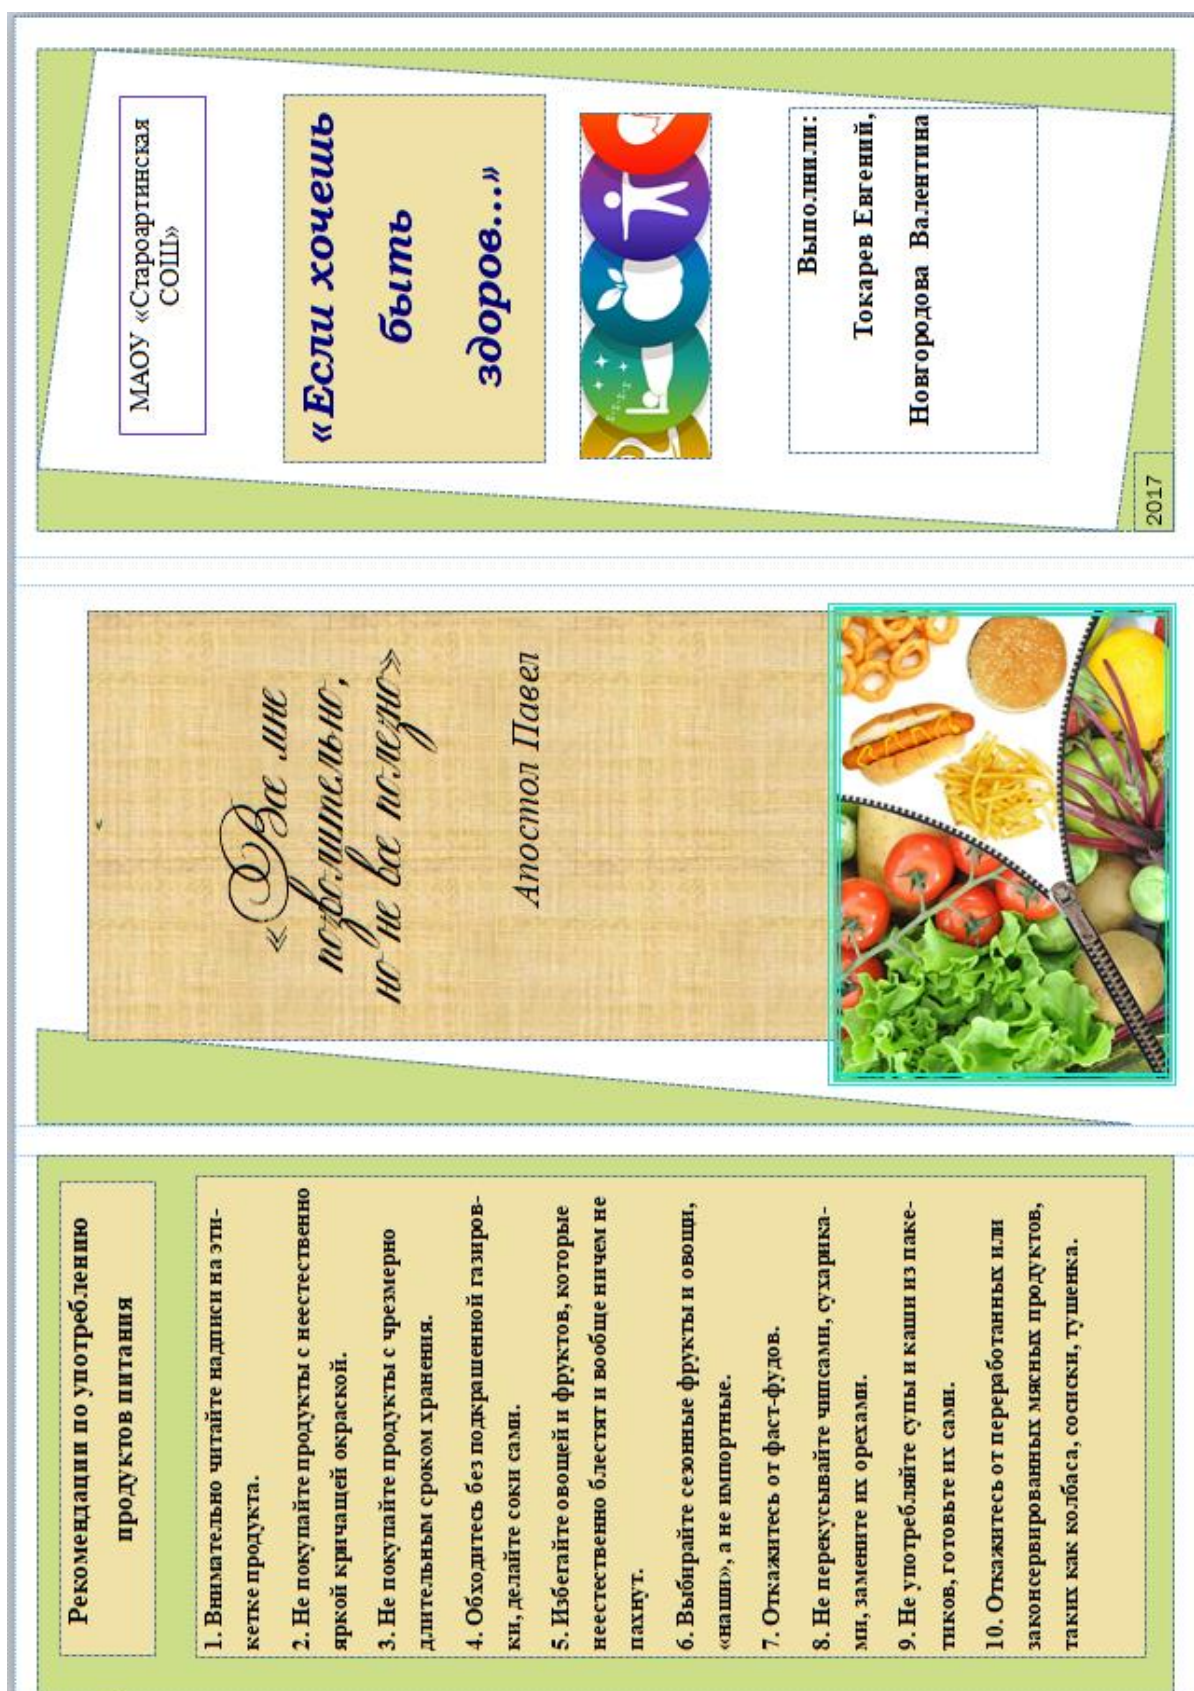 Рекомендации по употреблению
продуктов питания
1. Внимательно читайте надписи на эти-
кетке продукта.
2. Не покупайте продукты с неестественно
яркой кричащей окраской.
3. Не покупайте продукты с чрезмерно
длительным сроком хранения.
4. Обходитесь без подкрашенной газиров-
ки, делайте соки сами.
5. Избегайте овощей и фруктов, которые
неестественно блестят и вообще ничем не
пахнут.
6. Выбирайте сезонные фрукты и овощи,
«наши», а не импортные.
7. Откажитесь от фаст-фудов.
8. Не перекусывайте чипсами, сухарика-
ми, замените их орехами.
9. Не употребляйте супы и каши из паке-
тиков, готовьте их сами.
10. Откажитесь от переработанных или
законсервированных мясных продуктов,
таких как колбаса, сосиски, тушенка.
«Все мне
позволительно,
но не все полезно»
Апостол Павел
МАОУ «Староартинская
СОШ»
«Если хочешь
быть
здоров...»
z-z-z-z
Выполнили:
Токарев Евгений,
Новгородова Валентина
2017